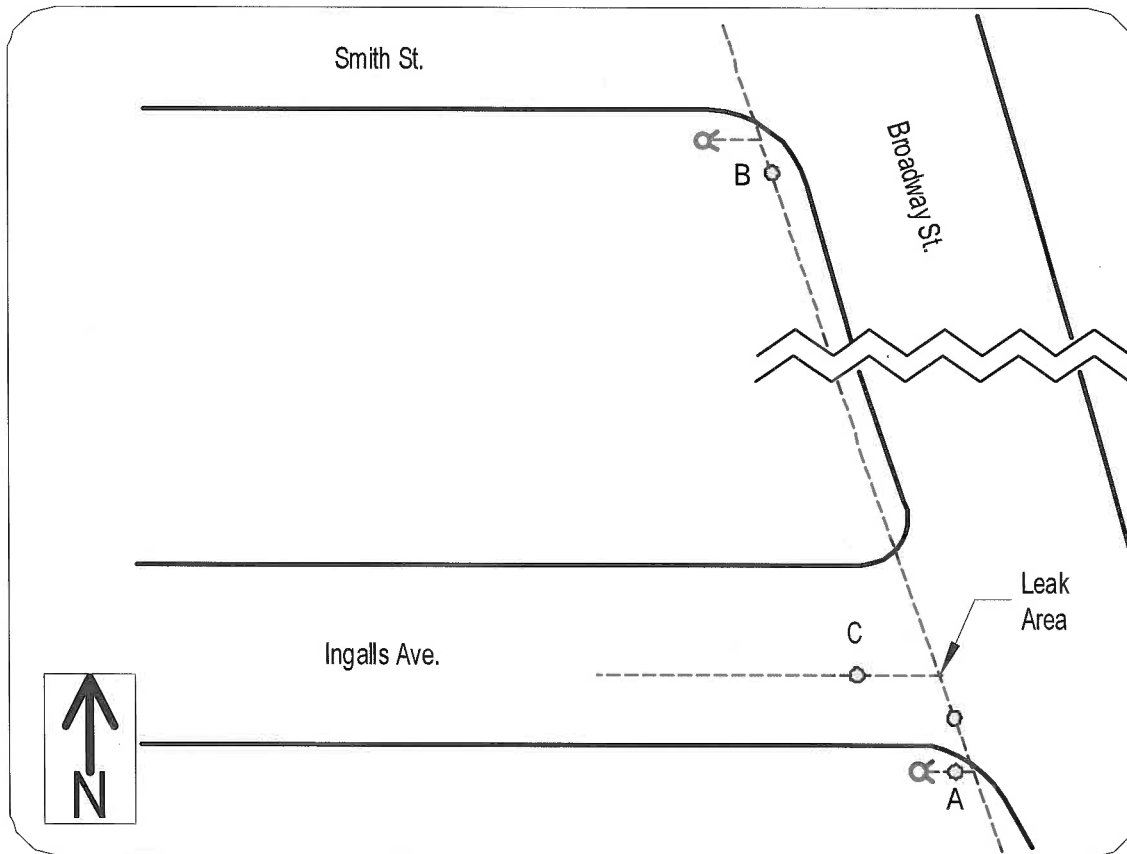 Smith St.
Broadway St.
B
Leak
Area
C
Ingalls Ave.
N
A